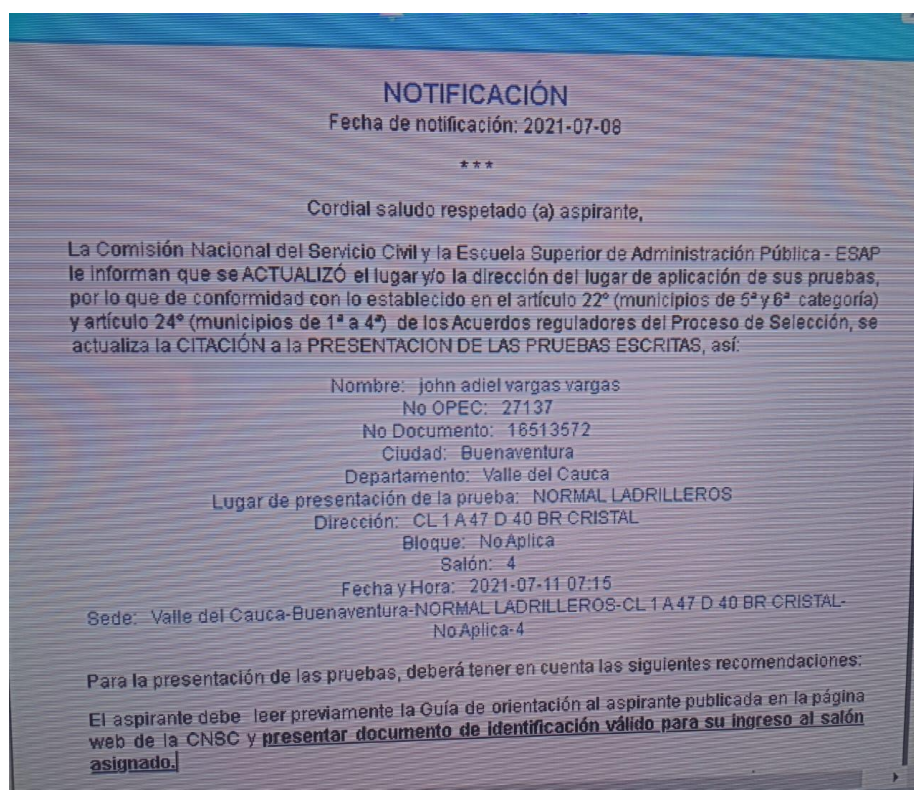 NOTIFICACIÓN
Fecha de notificación: 2021-07-08
***
Cordial saludo respetado (a) aspirante,
La Comisión Nacional del Servicio Civil y la Escuela Superior de Administración Pública - ESAP
le informan que se ACTUALIZÓ el lugar y/o la dirección del lugar de aplicación de sus pruebas,
por lo que de conformidad con lo establecido en el artículo 22º (municipios de 5ª y 6ª categoría)
y artículo 24º (municipios de 1ª a 4ª) de los Acuerdos reguladores del Proceso de Selección, se
actualiza la CITACIÓN a la PRESENTACION DE LAS PRUEBAS ESCRITAS, así:
Nombre: john adiel vargas vargas
No OPEC: 27137
No Documento: 16513572
Ciudad: Buenaventura
Departamento: Valle del Cauca
Lugar de presentación de la prueba: NORMAL LADRILLEROS
Dirección: CL 1 A 47 D 40 BR CRISTAL
Bloque: No Aplica
Salón: 4
Fecha y Hora: 2021-07-11 07:15
Sede: Valle del Cauca-Buenaventura-NORMAL LADRILLEROS-CL 1 A 47 D 40 BR CRISTAL-
No Aplica-4
Para la presentación de las pruebas, deberá tener en cuenta las siguientes recomendaciones:
El aspirante debe leer previamente la Guía de orientación al aspirante publicada en la página
web de la CNSC y presentar documento de identificación válido para su ingreso al salón
asignado.